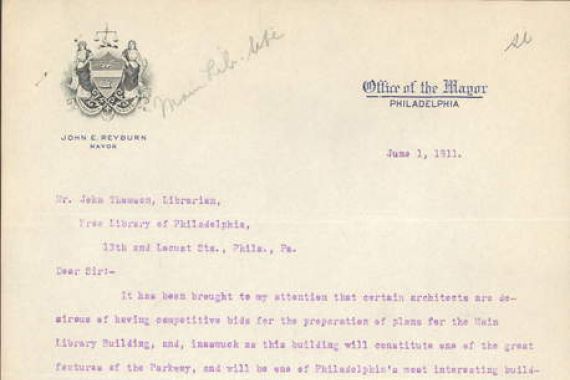 Main Lib. Site
Office of the Mayor
PHILADELPHIA
JOHN E. REYBURN
MAYOR
June 1, 1911.
Mr. John Thomson, Librarian,
Free Library of Philadelphia,
13th and Locust Sts., Phila., Pa.
Dear Sir:-
It has been brought to my attention that certain architects are de-
sirous of having competitive bids for the preparation of plans for the Main
Library Building, and, inasmuch as this building will constitute one of the great
features of the Parkway, and will be one of Philadelphia's most interesting build-